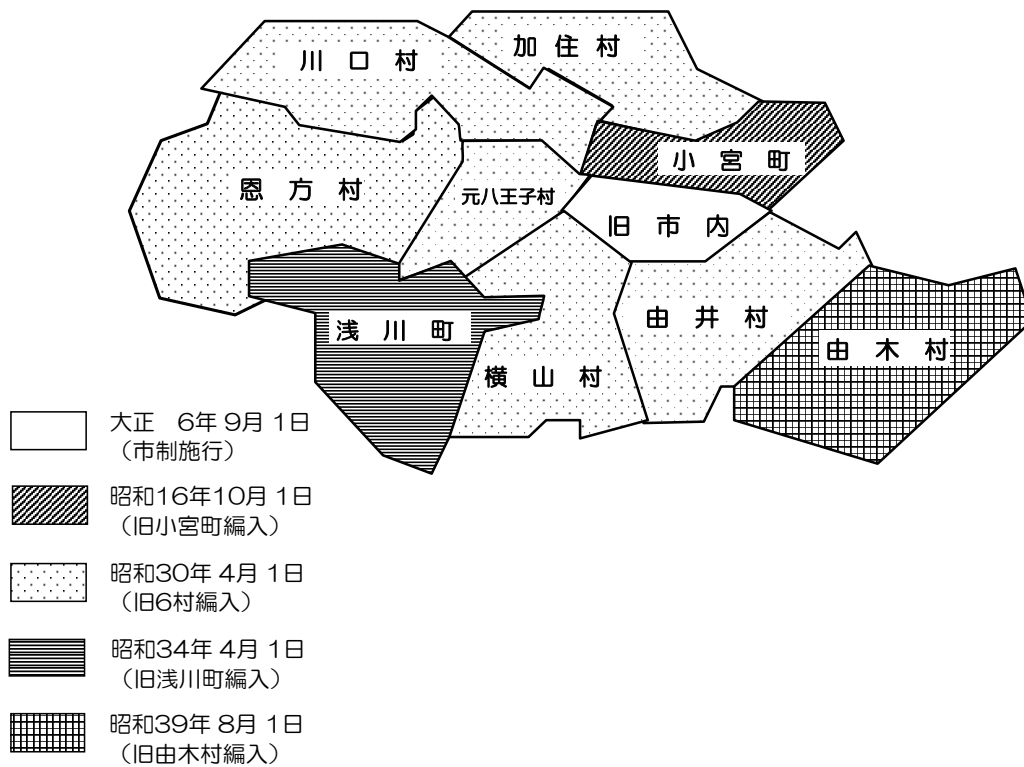 加 住 村
川 口 村
小 宮 町
恩 方 村
元八王子村
旧 市 内
由 井 村
浅 川 町
由 木 村
横 山 村
大正 6年 9月 1日
（市制施行）
昭和16年10月 1日
（旧小宮町編入）
昭和30年 4月 1日
（旧6村編入）
昭和34年 4月 1日
（旧浅川町編入）
昭和39年 8月 1日
（旧由木村編入）